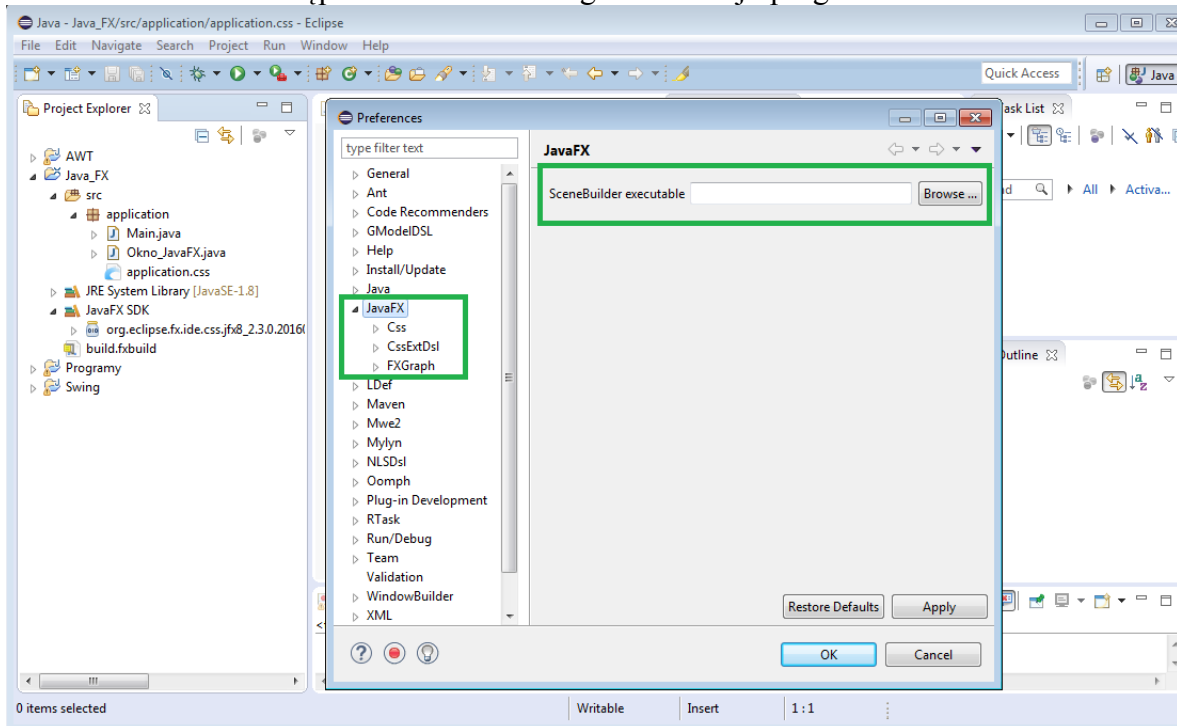 Java - Java_FX/src/application/application.css - Eclipse
File Edit Navigate Search Project Run Window Help
Quick Access
Java
Project Explorer
AWT
Java_FX
src
application
Main.java
Okno_JavaFX.java
application.css
JRE System Library [JavaSE-1.8]
JavaFX SDK
org.eclipse.fx.ide.css.jfx8_2.3.0.2016
build.fxbuild
Programy
Swing
Preferences
type filter text
General
Ant
Code Recommenders
GModelDSL
Help
Install/Update
Java
JavaFX
Css
CssExtDsl
FXGraph
LDef
Maven
Mwe2
Mylyn
NLSDsl
Oomph
Plug-in Development
RTask
Run/Debug
Team
Validation
WindowBuilder
XML
JavaFX
SceneBuilder executable
Browse ...
Restore Defaults
Apply
OK
Cancel
ask List
All
Activa...
utline
0 items selected
Writable
Insert
1 : 1